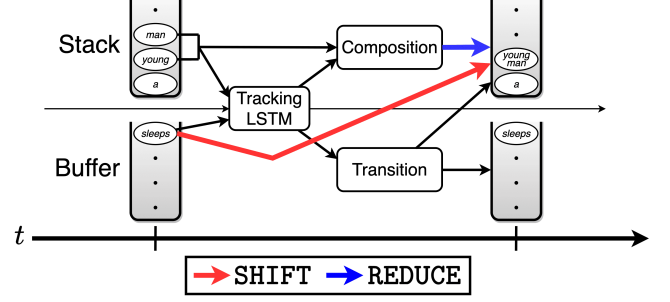 Stack
man
young
a
Composition
young
man
a
Tracking
LSTM
Buffer
sleeps
Transition
sleeps
t
SHIFT
REDUCE